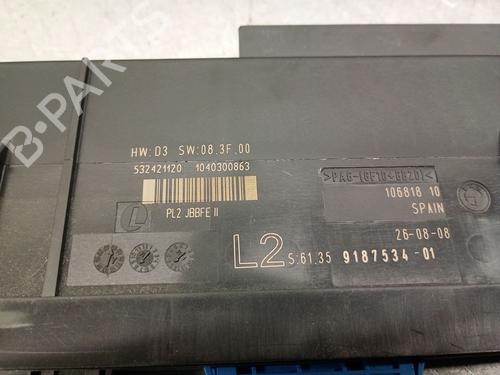 B-PARTS
HW:D3 SW:08.3F.00
532421120 1040300863
PL2 JBBFE II
>PA6-(GF10+GB20)<
106818 10
SPAIN
26-08-08
L2 S:61.35 9187534-01